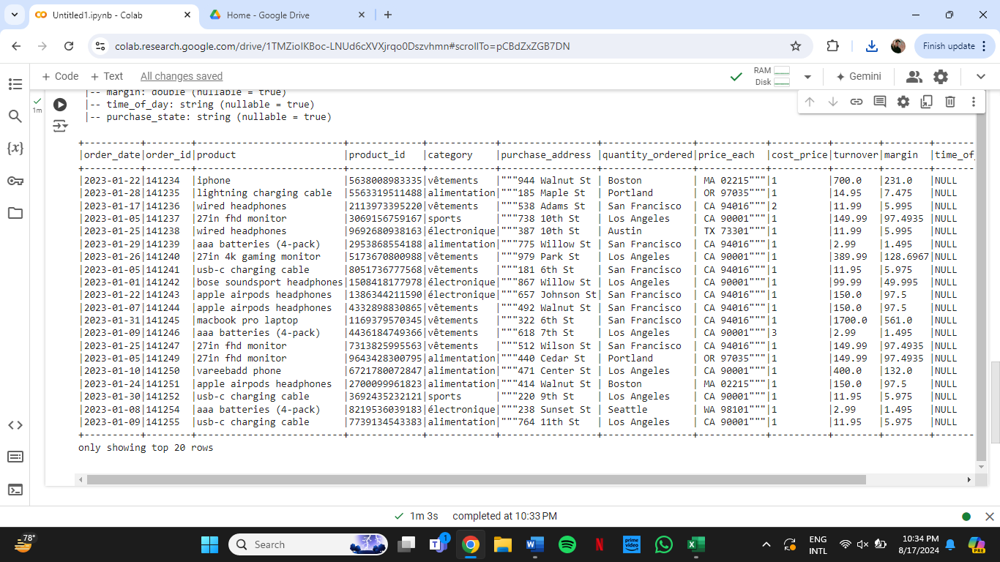 Untitled1.ipynb - Colab
Home - Google Drive
colab.research.google.com/drive/1TMZiolKBoc-LNUd6cXVXjrqo0Dszvhmn#scrollTo=pCBdZxZGB7DN
Finish update
+ Code + Text All changes saved
RAM
Disk
Gemini
1m
|-- margin: double (nullable = true)
|-- time_of_day: string (nullable = true)
|-- purchase_state: string (nullable = true)
+----------+--------+--------------------------+-------------+------------+-----------------+----------------+------------+----------+--------+--------+-------
|order_date|order_id|product |product_id |category |purchase_address |quantity_ordered|price_each |cost_price|turnover|margin |time_of_
+----------+--------+--------------------------+-------------+------------+-----------------+----------------+------------+----------+--------+--------+-------
|2023-01-22|141234 |iphone |5638008983335|vêtements |"""944 Walnut St | Boston | MA 02215"""|1 |700.0 |231.0 |NULL
|2023-01-28|141235 |lightning charging cable |5563319511488|alimentation|"""185 Maple St | Portland | OR 97035"""|1 |14.95 |7.475 |NULL
|2023-01-17|141236 |wired headphones |2113973395220|vêtements |"""538 Adams St | San Francisco | CA 94016"""|2 |11.99 |5.995 |NULL
|2023-01-05|141237 |27in fhd monitor |3069156759167|sports |"""738 10th St | Los Angeles | CA 90001"""|1 |149.99 |97.4935 |NULL
|2023-01-25|141238 |wired headphones |9692680938163|électronique|"""387 10th St | Austin | TX 73301"""|1 |11.99 |5.995 |NULL
|2023-01-29|141239 |aaa batteries (4-pack) |2953868554188|alimentation|"""775 Willow St | San Francisco | CA 94016"""|1 |2.99 |1.495 |NULL
|2023-01-26|141240 |27in 4k gaming monitor |5173670800988|vêtements |"""979 Park St | Los Angeles | CA 90001"""|1 |389.99 |128.6967|NULL
|2023-01-05|141241 |usb-c charging cable |8051736777568|vêtements |"""181 6th St | San Francisco | CA 94016"""|1 |11.95 |5.975 |NULL
|2023-01-01|141242 |bose soundsport headphones|1508418177978|électronique|"""867 Willow St | Los Angeles | CA 90001"""|1 |99.99 |49.995 |NULL
|2023-01-22|141243 |apple airpods headphones |1386344211590|électronique|"""657 Johnson St| San Francisco | CA 94016"""|1 |150.0 |97.5 |NULL
|2023-01-07|141244 |apple airpods headphones |4332898830865|vêtements |"""492 Walnut St | San Francisco | CA 94016"""|1 |150.0 |97.5 |NULL
|2023-01-31|141245 |macbook pro laptop |1169379570345|vêtements |"""322 6th St | San Francisco | CA 94016"""|1 |1700.0 |561.0 |NULL
|2023-01-09|141246 |aaa batteries (4-pack) |4436184749366|vêtements |"""618 7th St | Los Angeles | CA 90001"""|3 |2.99 |1.495 |NULL
|2023-01-25|141247 |27in fhd monitor |7313825995563|vêtements |"""512 Wilson St | San Francisco | CA 94016"""|1 |149.99 |97.4935 |NULL
|2023-01-05|141249 |27in fhd monitor |9643428300795|alimentation|"""440 Cedar St | Portland | OR 97035"""|1 |149.99 |97.4935 |NULL
|2023-01-10|141250 |vareebadd phone |6721780072847|alimentation|"""471 Center St | Los Angeles | CA 90001"""|1 |400.0 |132.0 |NULL
|2023-01-24|141251 |apple airpods headphones |2700099961823|alimentation|"""414 Walnut St | Boston | MA 02215"""|1 |150.0 |97.5 |NULL
|2023-01-30|141252 |usb-c charging cable |3692435232121|sports |"""220 9th St | Los Angeles | CA 90001"""|1 |11.95 |5.975 |NULL
|2023-01-08|141254 |aaa batteries (4-pack) |8219536039183|électronique|"""238 Sunset St | Seattle | WA 98101"""|1 |2.99 |1.495 |NULL
|2023-01-09|141255 |usb-c charging cable |7739134543383|alimentation|"""764 11th St | Los Angeles | CA 90001"""|1 |11.95 |5.975 |NULL
+----------+--------+--------------------------+-------------+------------+-----------------+----------------+------------+----------+--------+--------+-------
only showing top 20 rows
1m 3s completed at 10:33 PM
78°
Search
1
prime video
ENG
INTL
10:34 PM
8/17/2024
PRE